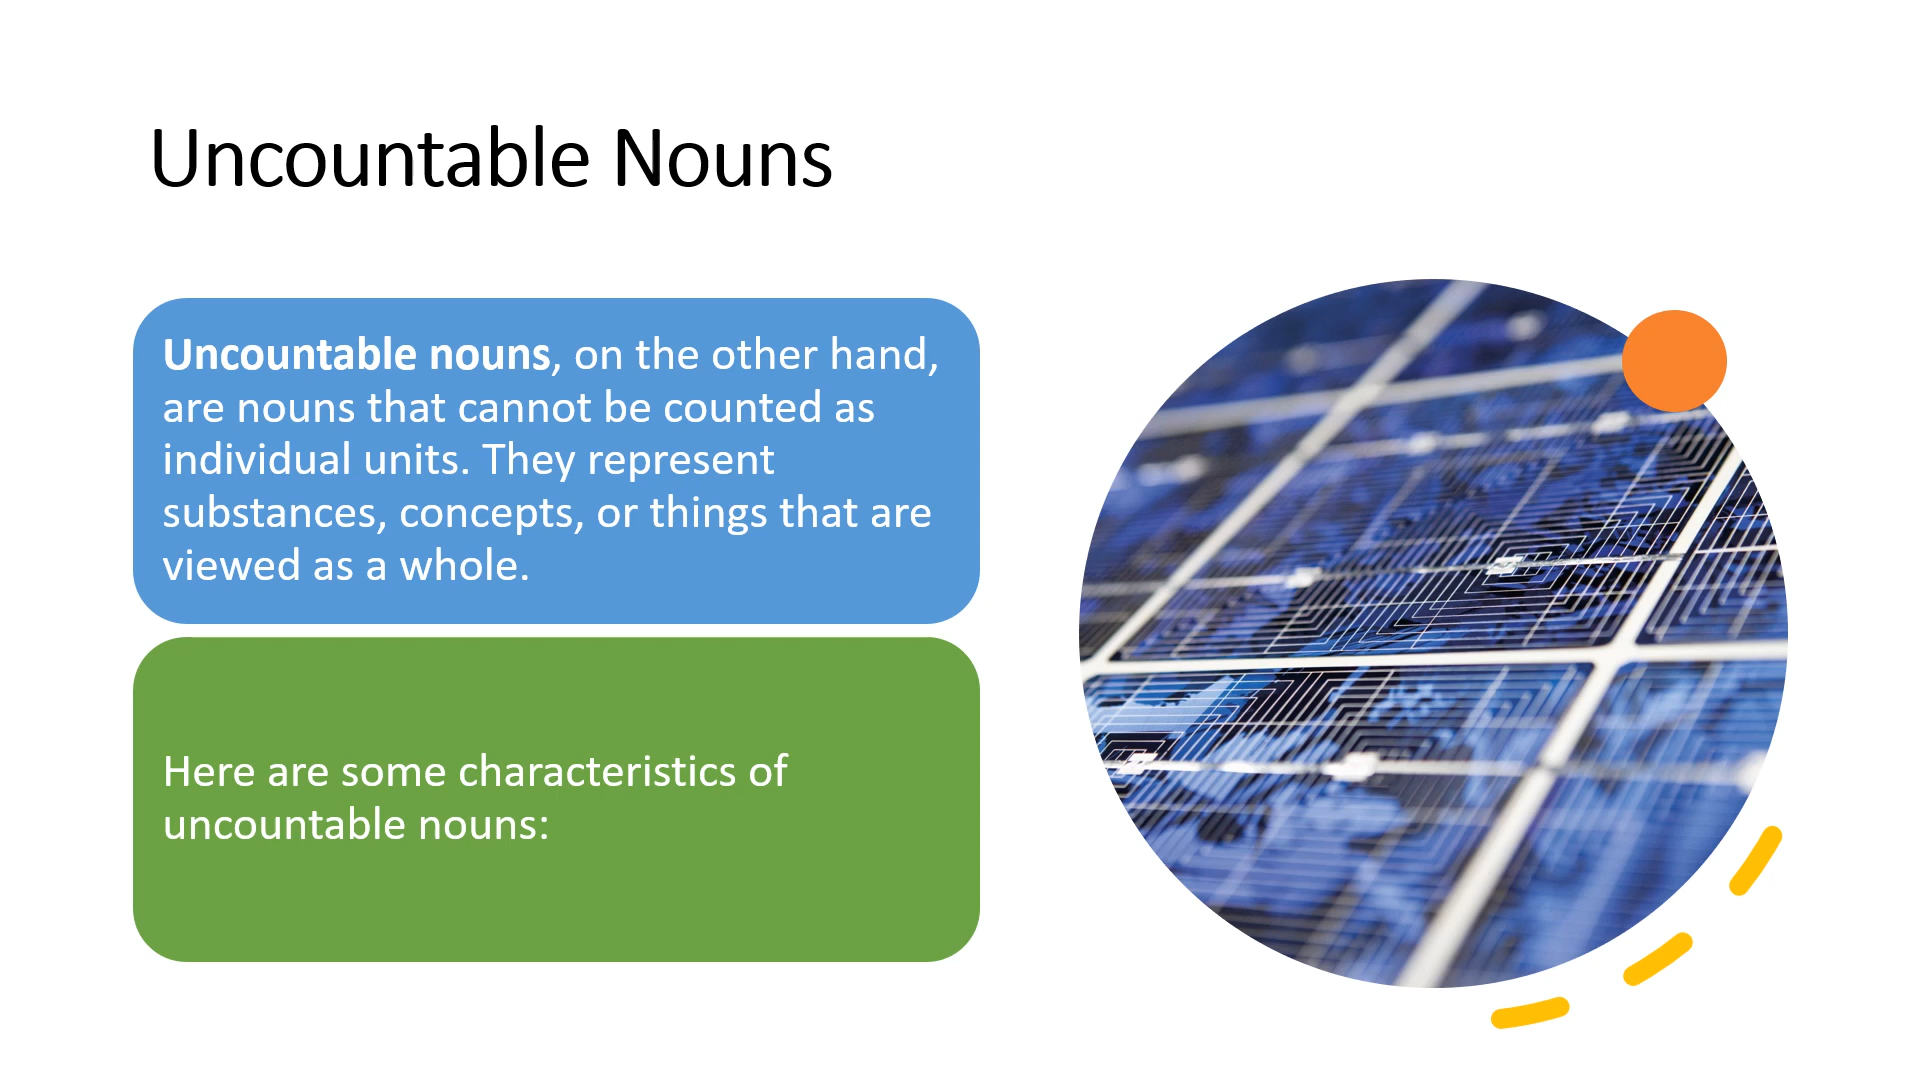 Uncountable Nouns
Uncountable nouns, on the other hand,
are nouns that cannot be counted as
individual units. They represent
substances, concepts, or things that are
viewed as a whole.
Here are some characteristics of
uncountable nouns: